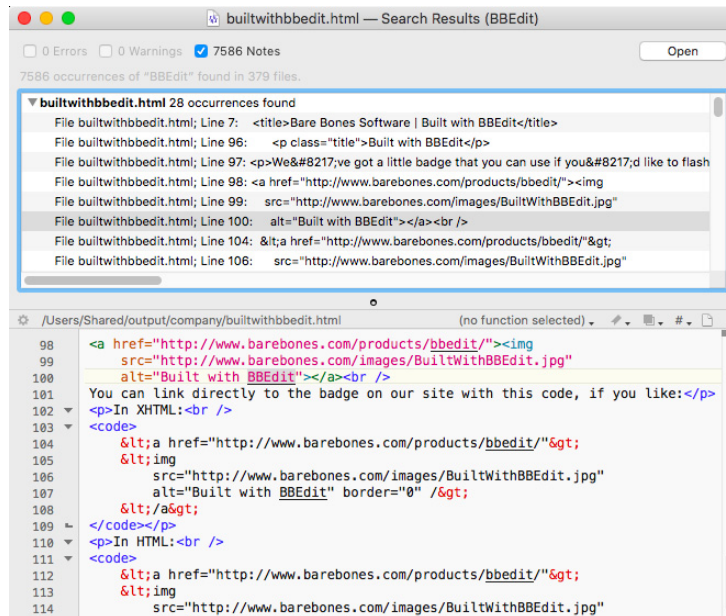 builtwithbbedit.html — Search Results (BBEdit)
0 Errors 0 Warnings 7586 Notes Open
7586 occurrences of "BBEdit" found in 379 files.
builtwithbbedit.html 28 occurrences found
File builtwithbbedit.html; Line 7: <title>Bare Bones Software | Built with BBEdit</title>
File builtwithbbedit.html; Line 96: <p class="title">Built with BBEdit</p>
File builtwithbbedit.html; Line 97: <p>We&#8217;ve got a little badge that you can use if you&#8217;d like to flash
File builtwithbbedit.html; Line 98: <a href="http://www.barebones.com/products/bbedit/"><img
File builtwithbbedit.html; Line 99: src="http://www.barebones.com/images/BuiltWithBBEdit.jpg"
File builtwithbbedit.html; Line 100: alt="Built with BBEdit"></a><br />
File builtwithbbedit.html; Line 104: &lt;a href="http://www.barebones.com/products/bbedit/"&gt;
File builtwithbbedit.html; Line 106: src="http://www.barebones.com/images/BuiltWithBBEdit.jpg"
/Users/Shared/output/company/builtwithbbedit.html (no function selected) #
98 <a href="http://www.barebones.com/products/bbedit/"><img
99 src="http://www.barebones.com/images/BuiltWithBBEdit.jpg"
100 alt="Built with BBEdit"></a><br />
101 You can link directly to the badge on our site with this code, if you like:</p>
102 <p>In XHTML:<br />
103 <code>
104 &lt;a href="http://www.barebones.com/products/bbedit/"&gt;
105 &lt;img
106 src="http://www.barebones.com/images/BuiltWithBBEdit.jpg"
107 alt="Built with BBEdit" border="0" /&gt;
108 &lt;/a&gt;
109 </code></p>
110 <p>In HTML:<br />
111 <code>
112 &lt;a href="http://www.barebones.com/products/bbedit/"&gt;
113 &lt;img
114 src="http://www.barebones.com/images/BuiltWithBBEdit.jpg"